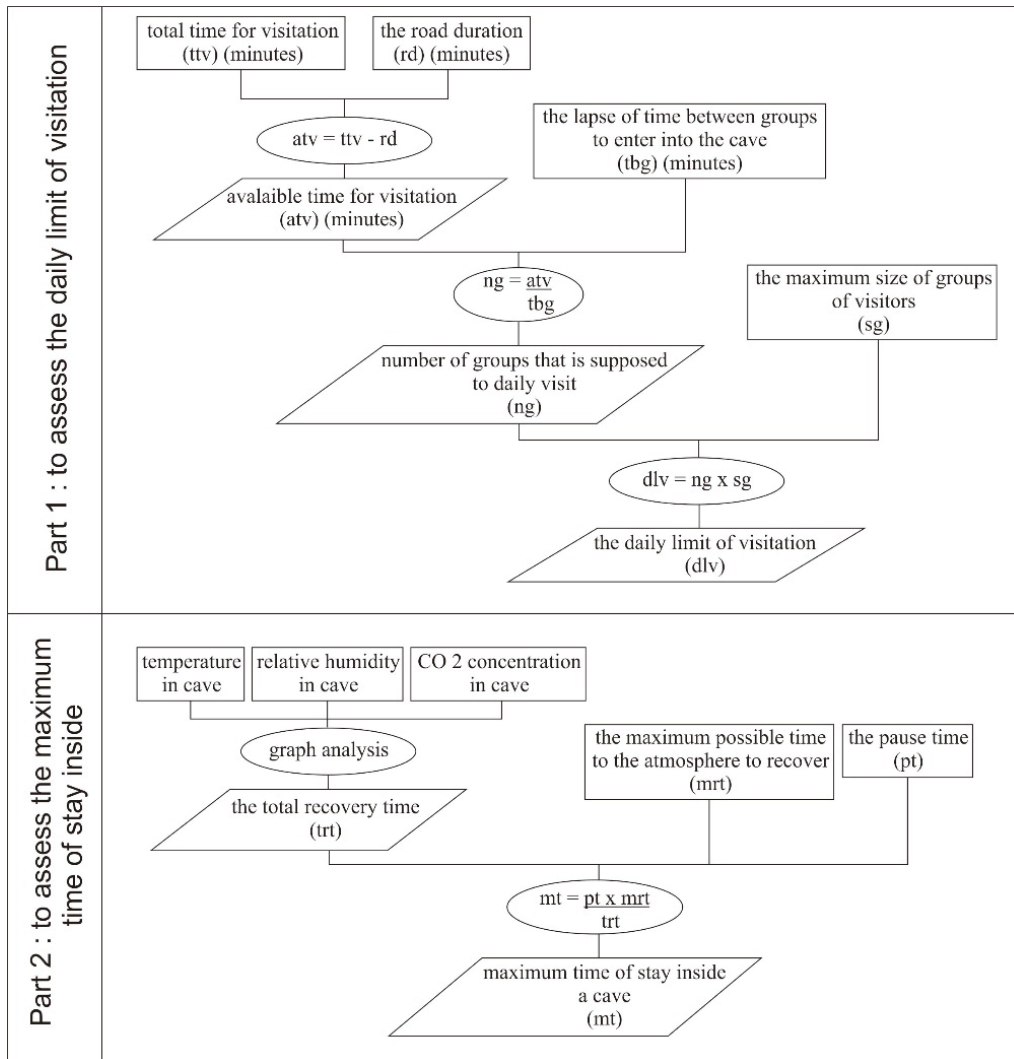 Part 1 : to assess the daily limit of visitation
total time for visitation
(ttv) (minutes)
the road duration
(rd) (minutes)
atv = ttv - rd
the lapse of time between groups
to enter into the cave
(tbg) (minutes)
avalaible time for visitation
(atv) (minutes)
ng = atv
tbg
the maximum size of groups
of visitors
(sg)
number of groups that is supposed
to daily visit
(ng)
dlv = ng x sg
the daily limit of visitation
(dlv)
Part 2 : to assess the maximum
time of stay inside
temperature
in cave
relative humidity
in cave
CO 2 concentration
in cave
graph analysis
the maximum possible time
to the atmosphere to recover
(mrt)
the pause time
(pt)
the total recovery time
(trt)
mt = pt x mrt
trt
maximum time of stay inside
a cave
(mt)